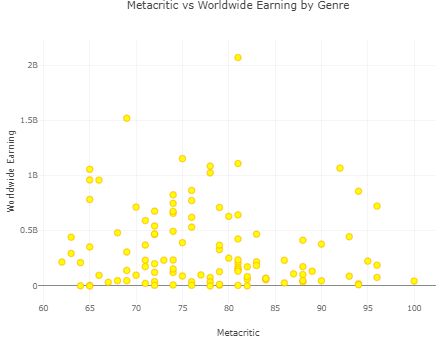 Metacritic vs Worldwide Earning by Genre
2B
1.5B
1B
0.5B
0
Worldwide Earning
60 65 70 75 80 85 90 95 100
Metacritic